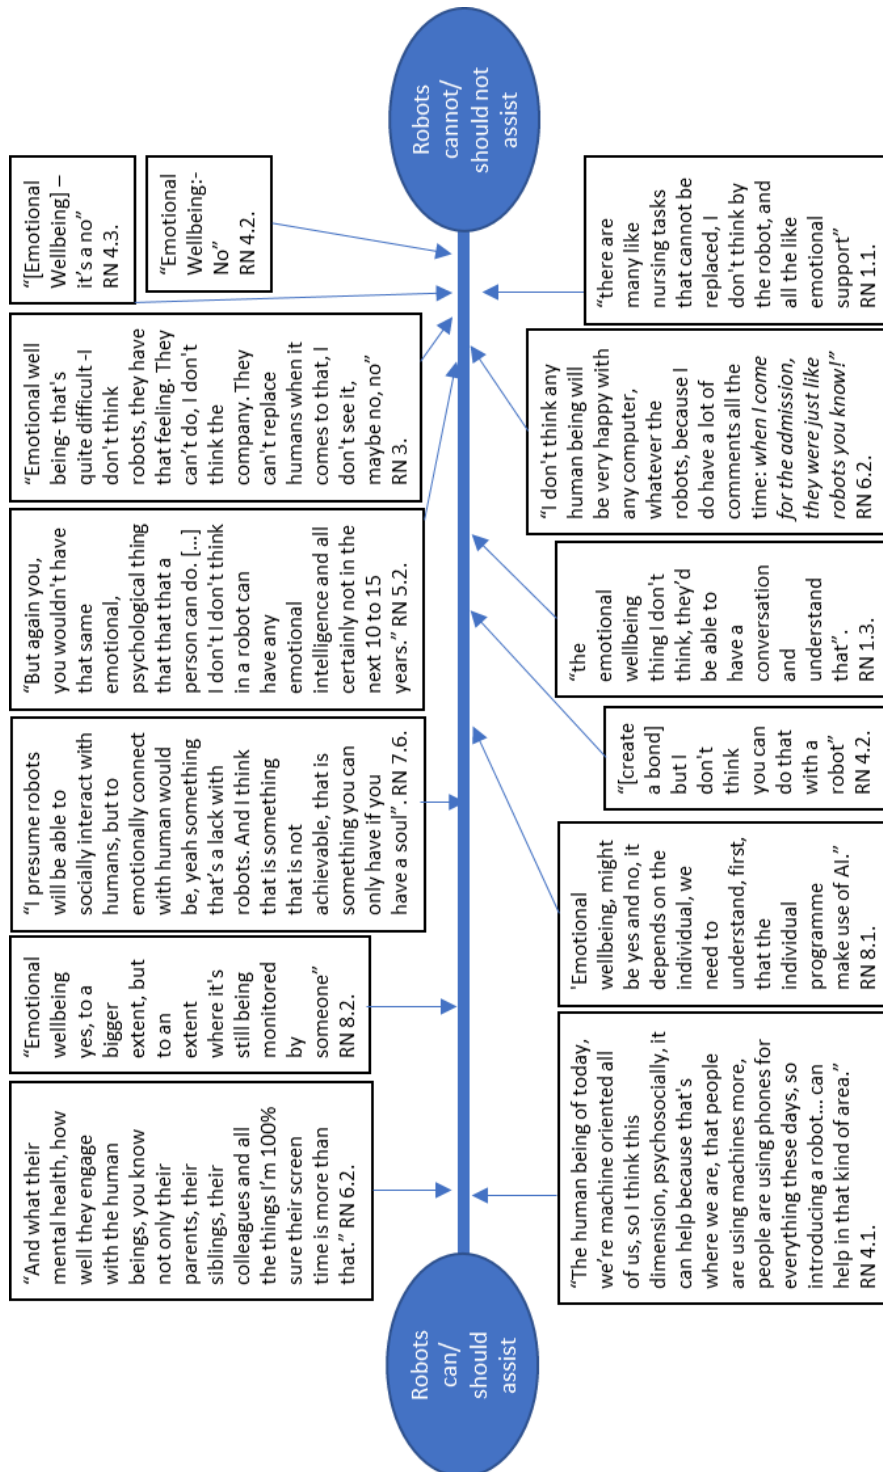 Robots
can/
should
assist
“And what their
mental health, how
well they engage
with the human
beings, you know
not only their
parents, their
siblings, their
colleagues and all
the things I’m 100%
sure their screen
time is more than
that.” RN 6.2.
“Emotional
wellbeing
yes, to a
bigger
extent, but
to an
extent
where it's
still being
monitored
by
someone”
RN 8.2.
“I presume robots
will be able to
socially interact with
humans, but to
emotionally connect
with human would
be, yeah something
that’s a lack with
robots. And I think
that is something
that is not
achievable, that is
something you can
only have if you
have a soul”. RN 7.6.
“But again you,
you wouldn't have
that same
emotional,
psychological thing
that that that a
person can do. [...]
I don't I don't think
in a robot can
have any
emotional
intelligence and all
certainly not in the
next 10 to 15
years.” RN 5.2.
“Emotional well
being- that's
quite difficult -I
don't think
robots, they have
that feeling. They
can’t do, I don't
think the
company. They
can't replace
humans when it
comes to that, I
don't see it,
maybe no, no”
RN 3.
“[Emotional
Wellbeing] –
it’s a no”
RN 4.3.
“Emotional
Wellbeing:-
No”
RN 4.2.
Robots
cannot/
should not
assist
“The human being of today,
we’re machine oriented all
of us, so I think this
dimension, psychosocially, it
can help because that's
where we are, that people
are using machines more,
people are using phones for
everything these days, so
introducing a robot... can
help in that kind of area.”
RN 4.1.
'Emotional
wellbeing, might
be yes and no, it
depends on the
individual, we
need to
understand, first,
that the
individual
programme
make use of AI.”
RN 8.1.
“[create
a bond]
but I
don't
think
you can
do that
with a
robot”
RN 4.2.
“the
emotional
wellbeing
thing I don't
think, they’d
be able to
have a
conversation
and
understand
that”.
RN 1.3.
“I don't think any
human being will
be very happy with
any computer,
whatever the
robots, because I
do have a lot of
comments all the
time: when I come
for the admission,
they were just like
robots you know!”
RN 6.2.
“there are
many like
nursing tasks
that cannot be
replaced, I
don't think by
the robot, and
all the like
emotional
support”
RN 1.1.